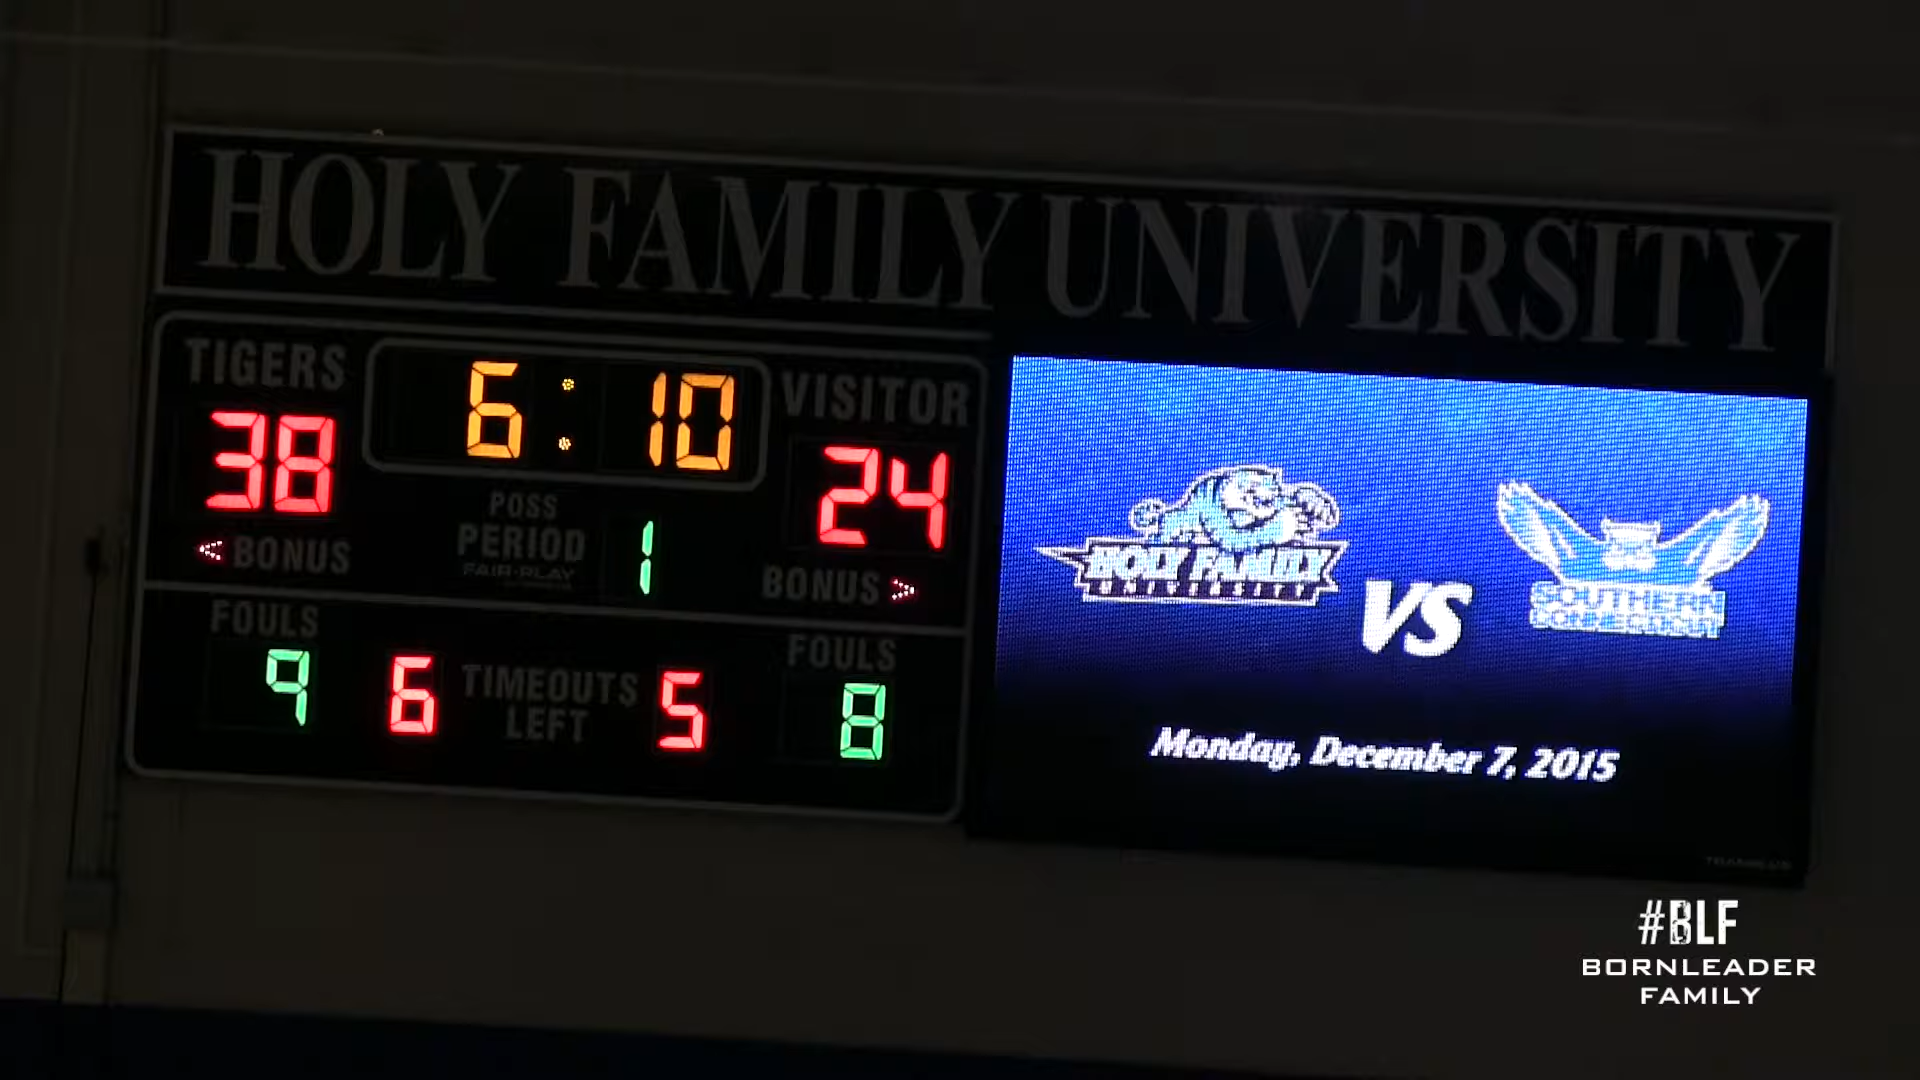 HOLY FAMILY UNIVERSITY
TIGERS
6:10
VISITOR
38
24
POSS
PERIOD 1
FAIR-PLAY
< BONUS
BONUS >
FOULS
FOULS
9
6
TIMEOUTS
LEFT
5
8
HOLY FAMILY
UNIVERSITY
VS
SOUTHERN
CONNECTICUT
Monday, December 7, 2015
#BLF
BORNLEADER
FAMILY